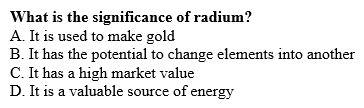 What is the significance of radium?
A. It is used to make gold
B. It has the potential to change elements into another
C. It has a high market value
D. It is a valuable source of energy